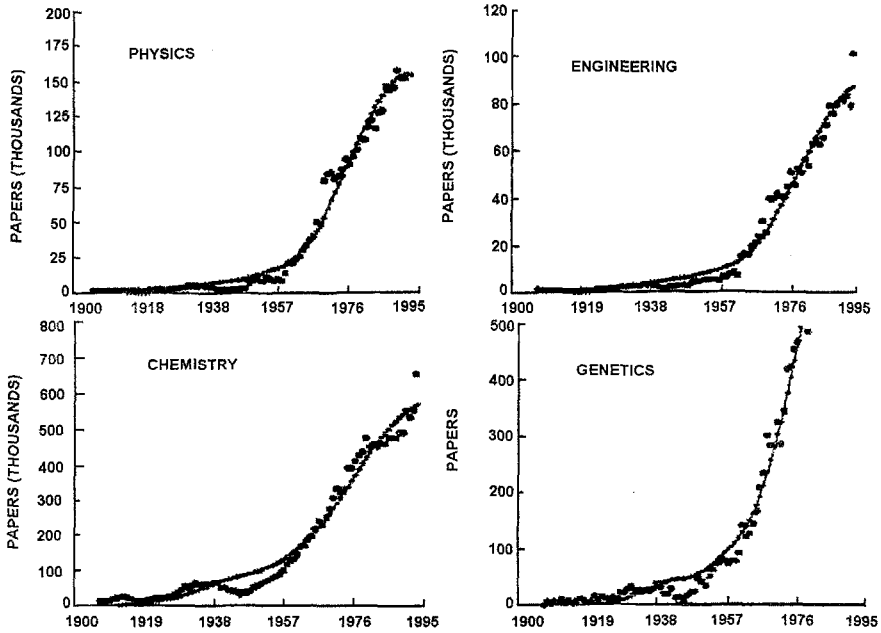 PHYSICS
PAPERS (THOUSANDS)
200
175
150
125
100
75
50
25
0
1900 1919 1938 1957 1976 1995
ENGINEERING
PAPERS (THOUSANDS)
120
100
80
60
40
20
0
1900 1919 1938 1957 1976 1995
CHEMISTRY
PAPERS (THOUSANDS)
800
700
600
500
400
300
200
100
0
1900 1919 1938 1957 1976 1995
GENETICS
PAPERS
500
400
300
200
100
0
1900 1919 1938 1957 1976 1995